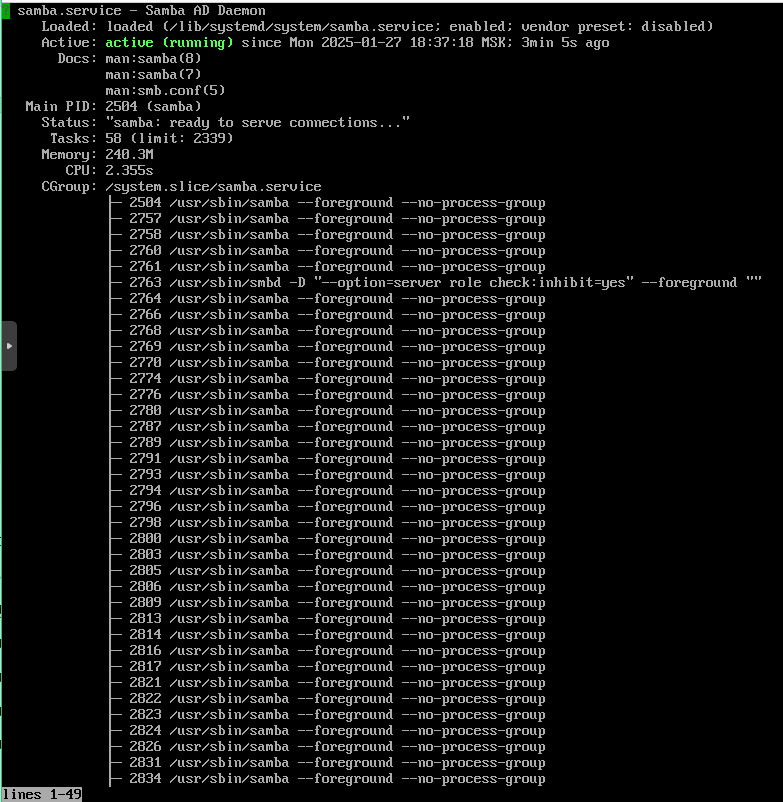 samba.service - Samba AD Daemon
Loaded: loaded (/lib/systemd/system/samba.service; enabled; vendor preset: disabled)
Active: active (running) since Mon 2025-01-27 18:37:18 MSK; 3min 5s ago
Docs: man:samba(8)
man:samba(7)
man:smb.conf(5)
Main PID: 2504 (samba)
Status: "samba: ready to serve connections..."
Tasks: 58 (limit: 2339)
Memory: 240.3M
CPU: 2.355s
CGroup: /system.slice/samba.service
├─ 2504 /usr/sbin/samba --foreground --no-process-group
├─ 2757 /usr/sbin/samba --foreground --no-process-group
├─ 2758 /usr/sbin/samba --foreground --no-process-group
├─ 2760 /usr/sbin/samba --foreground --no-process-group
├─ 2761 /usr/sbin/samba --foreground --no-process-group
├─ 2763 /usr/sbin/smbd -D "--option=server role check:inhibit=yes" --foreground ""
├─ 2764 /usr/sbin/samba --foreground --no-process-group
├─ 2766 /usr/sbin/samba --foreground --no-process-group
├─ 2768 /usr/sbin/samba --foreground --no-process-group
├─ 2769 /usr/sbin/samba --foreground --no-process-group
├─ 2770 /usr/sbin/samba --foreground --no-process-group
├─ 2774 /usr/sbin/samba --foreground --no-process-group
├─ 2776 /usr/sbin/samba --foreground --no-process-group
├─ 2780 /usr/sbin/samba --foreground --no-process-group
├─ 2787 /usr/sbin/samba --foreground --no-process-group
├─ 2789 /usr/sbin/samba --foreground --no-process-group
├─ 2791 /usr/sbin/samba --foreground --no-process-group
├─ 2793 /usr/sbin/samba --foreground --no-process-group
├─ 2794 /usr/sbin/samba --foreground --no-process-group
├─ 2796 /usr/sbin/samba --foreground --no-process-group
├─ 2798 /usr/sbin/samba --foreground --no-process-group
├─ 2800 /usr/sbin/samba --foreground --no-process-group
├─ 2803 /usr/sbin/samba --foreground --no-process-group
├─ 2805 /usr/sbin/samba --foreground --no-process-group
├─ 2806 /usr/sbin/samba --foreground --no-process-group
├─ 2809 /usr/sbin/samba --foreground --no-process-group
├─ 2813 /usr/sbin/samba --foreground --no-process-group
├─ 2814 /usr/sbin/samba --foreground --no-process-group
├─ 2816 /usr/sbin/samba --foreground --no-process-group
├─ 2817 /usr/sbin/samba --foreground --no-process-group
├─ 2821 /usr/sbin/samba --foreground --no-process-group
├─ 2822 /usr/sbin/samba --foreground --no-process-group
├─ 2823 /usr/sbin/samba --foreground --no-process-group
├─ 2824 /usr/sbin/samba --foreground --no-process-group
├─ 2826 /usr/sbin/samba --foreground --no-process-group
├─ 2831 /usr/sbin/samba --foreground --no-process-group
├─ 2834 /usr/sbin/samba --foreground --no-process-group
lines 1-49